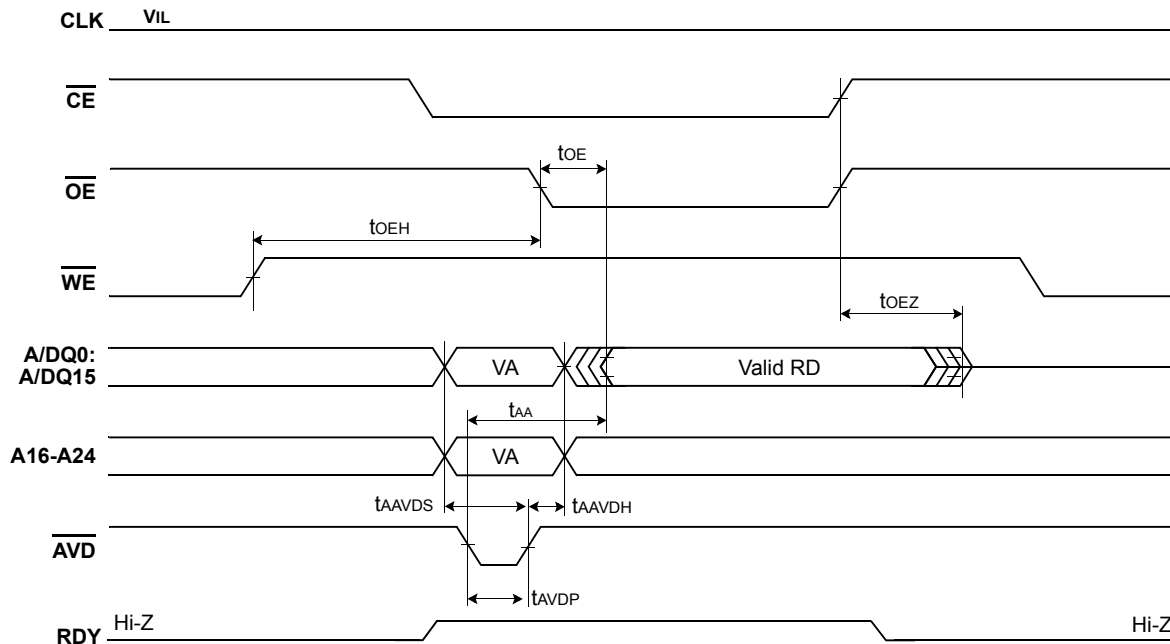 CLK VIL
CE
OE tOE
tOEH
WE
tOEZ
A/DQ0:
A/DQ15 VA Valid RD
tAA
A16-A24 VA
tAAVDS tAAVDH
AVD
tAVDP
RDY Hi-Z Hi-Z